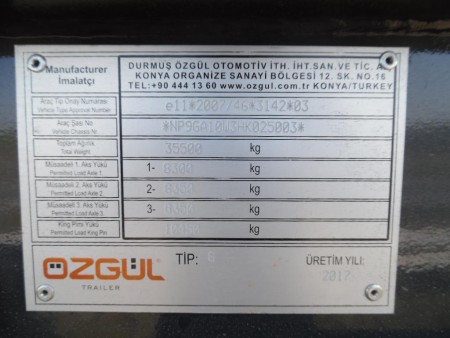 Manufacturer
İmalatçı
DURMUŞ ÖZGÜL OTOMOTİV İTH. İHT. SAN. VE TİC. A.
KONYA ORGANİZE SANAYİ BÖLGESİ 12. SK. NO.16
TEL:+90 444 13 60 www.ozgul.com.tr KONYA/TURKEY
Araç Tip Onay Numarası
Vehicle Type Approval Number
e11*2007/46*3142*03
Araç Şasi No
Vehicle Chassis Nr.
Toplam Ağırlık
Total Weight
35500 kg
Müsaadeli 1. Aks Yükü
Permitted Load Axle 1.
1- kg
Müsaadeli 2. Aks Yükü
Permitted Load Axle 2.
2- kg
Müsaadeli 3. Aks Yükü
Permitted Load Axle 3.
3- kg
King Pimi Yükü
Permitted Load King Pin
kg
ÖZGÜL
TRAILER
TİP: G
ÜRETİM YILI:
2017